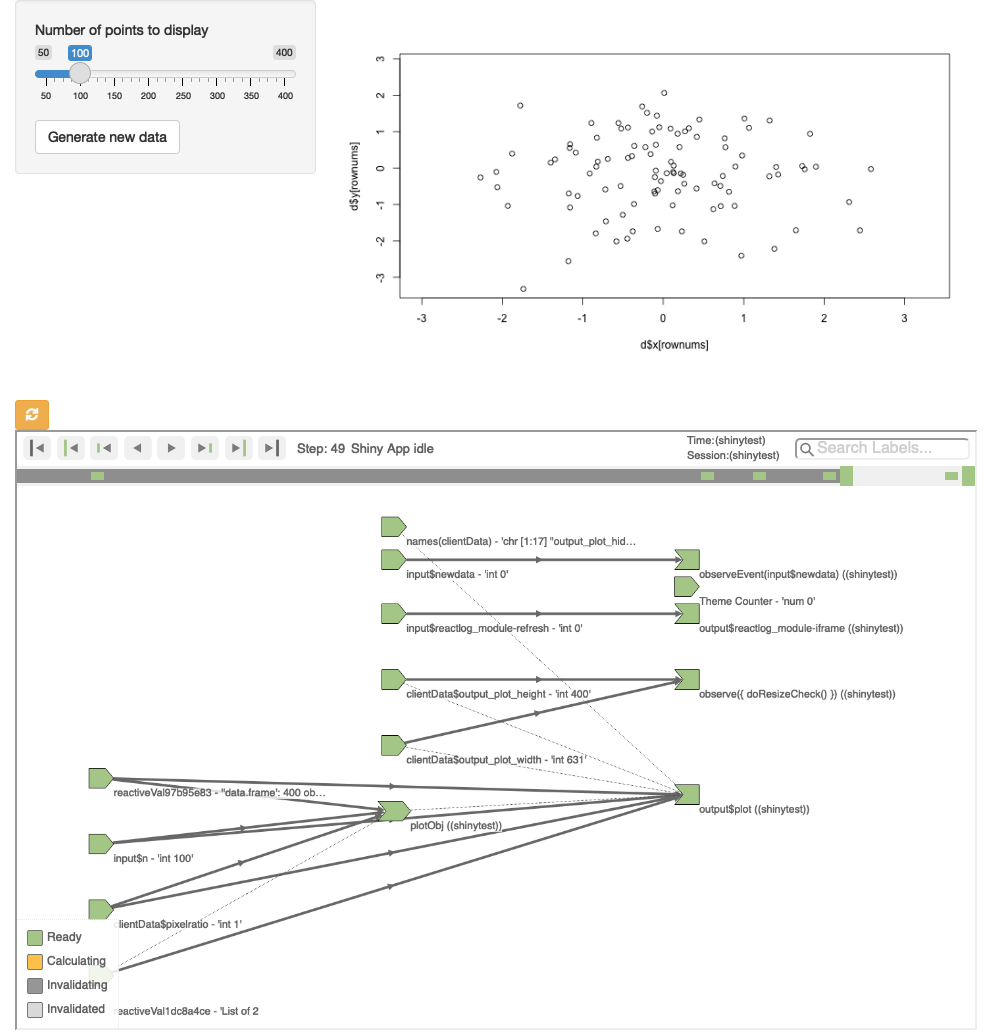 Number of points to display
50 100 400
50 100 150 200 250 300 350 400
Generate new data
3
2
1
0
-1
-2
-3
d$y[rownums]
-3 -2 -1 0 1 2 3
d$x[rownums]
Step: 49 Shiny App idle
Time:(shinytest)
Session:(shinytest)
Search Labels...
names(clientData) - 'chr [1:17] "output_plot_hid...
input$newdata - 'int 0'
observeEvent(input$newdata) ((shinytest))
Theme Counter - 'num 0'
input$reactlog_module-refresh - 'int 0'
output$reactlog_module-iframe ((shinytest))
clientData$output_plot_height - 'int 400'
observe({ doResizeCheck() }) ((shinytest))
clientData$output_plot_width - 'int 631'
reactiveVal97b95e83 - "data.frame': 400 ob...
output$plot ((shinytest))
plotObj ((shinytest))
input$n - 'int 100'
lientData$pixelratio - 'int 1'
Ready
Calculating
Invalidating
Invalidated
eactiveVal1dc8a4ce - 'List of 2